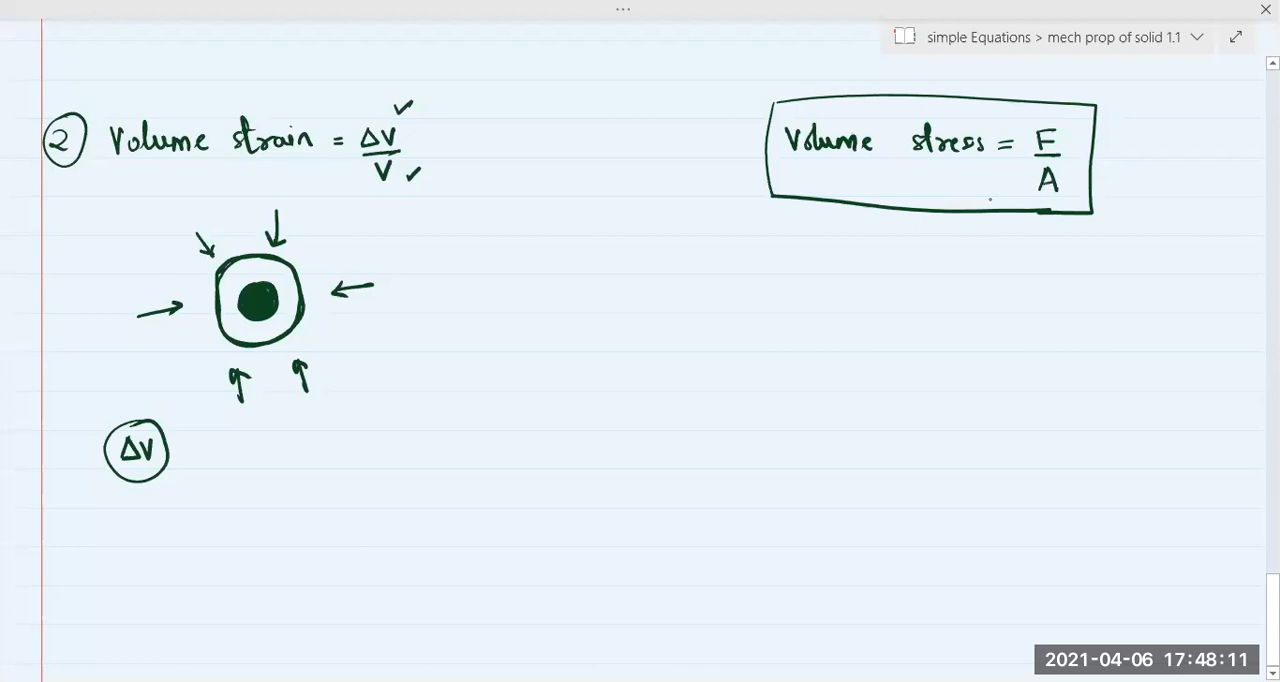 simple Equations > mech prop of solid 1.1
2 Volume strain = ΔV/V
Volume stress = F/A
ΔV
2021-04-06 17:48:11